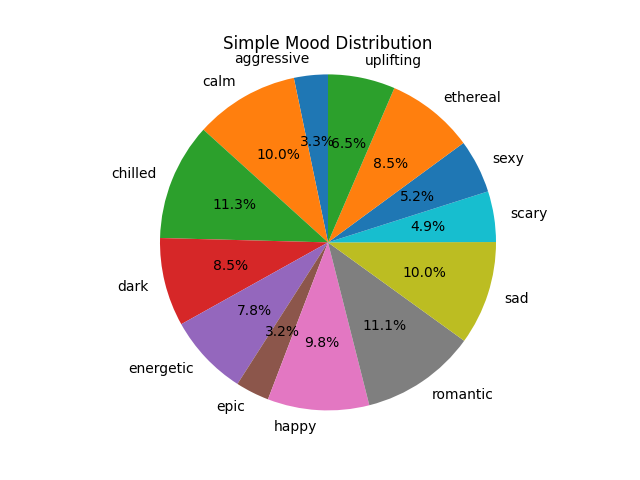 Simple Mood Distribution
aggressive
3.3%
calm
10.0%
chilled
11.3%
dark
8.5%
energetic
7.8%
epic
3.2%
happy
9.8%
romantic
11.1%
sad
10.0%
scary
4.9%
sexy
5.2%
ethereal
8.5%
uplifting
6.5%